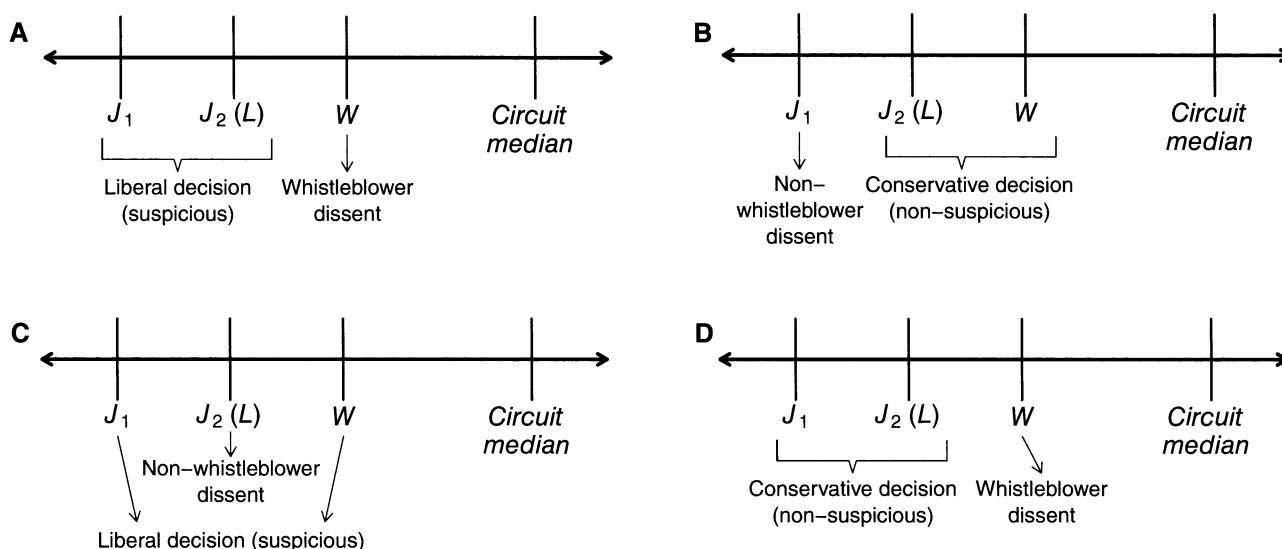 A
J1 J2 (L) W Circuit
median
Liberal decision
(suspicious)
Whistleblower
dissent
B
J1 J2 (L) W Circuit
median
Non−
whistleblower
dissent
Conservative decision
(non−suspicious)
C
J1 J2 (L) W Circuit
median
Non−whistleblower
dissent
Liberal decision (suspicious)
D
J1 J2 (L) W Circuit
median
Conservative decision
(non−suspicious)
Whistleblower
dissent